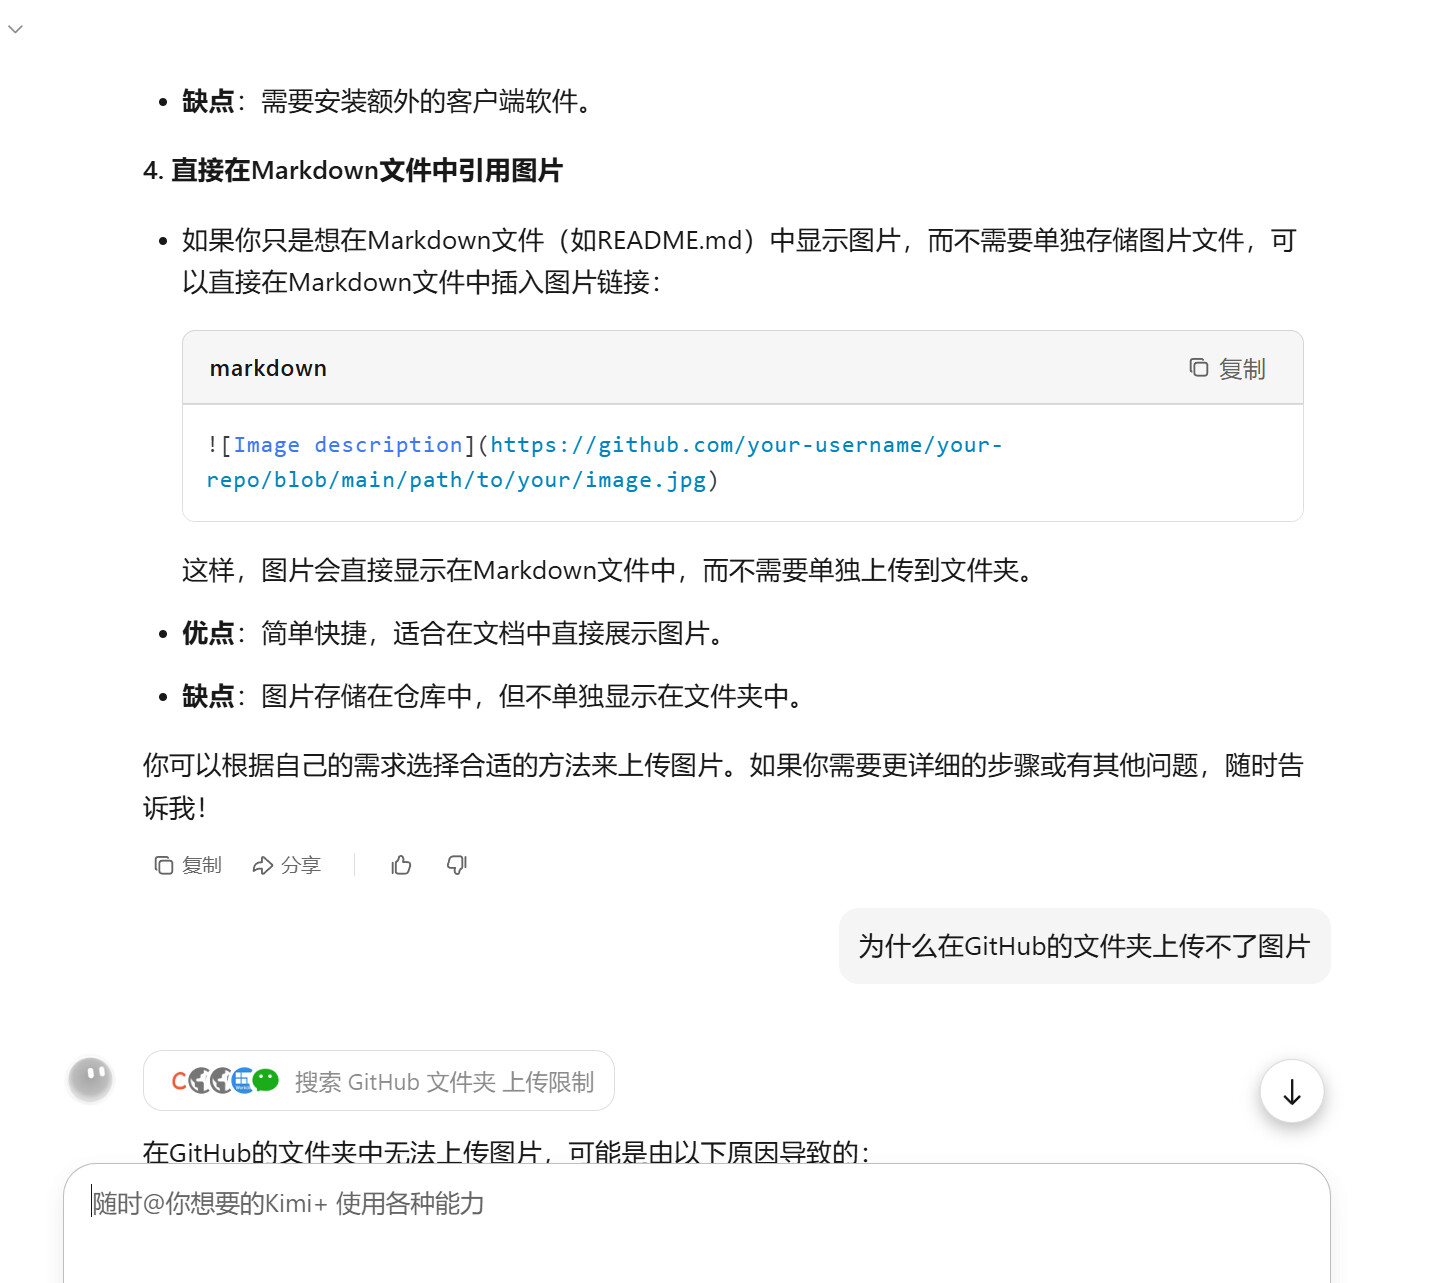 缺点：需要安装额外的客户端软件。
4. 直接在Markdown文件中引用图片
如果你只是想在Markdown文件（如README.md）中显示图片，而不需要单独存储图片文件，可
以直接在Markdown文件中插入图片链接：
markdown
复制
![Image description](https://github.com/your-username/your-
repo/blob/main/path/to/your/image.jpg)
这样，图片会直接显示在Markdown文件中，而不需要单独上传到文件夹。
优点：简单快捷，适合在文档中直接展示图片。
缺点：图片存储在仓库中，但不单独显示在文件夹中。
你可以根据自己的需求选择合适的方法来上传图片。如果你需要更详细的步骤或有其他问题，随时告
诉我！
复制 分享
为什么在GitHub的文件夹上传不了图片
搜索 GitHub 文件夹 上传限制
在GitHub的文件夹中无法上传图片，可能是由以下原因导致的：
随时@你想要的Kimi+ 使用各种能力